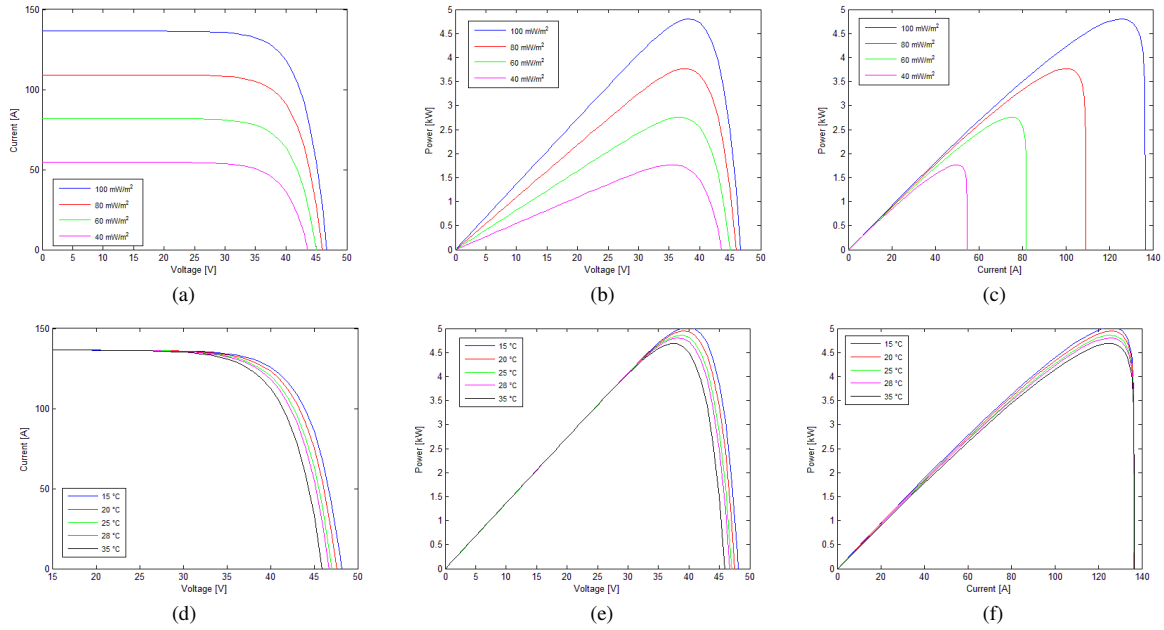 150
100
50
0
Current [A]
100 mW/m²
80 mW/m²
60 mW/m²
40 mW/m²
0 5 10 15 20 25 30 35 40 45 50
Voltage [V]
(a)
5
4.5
4
3.5
3
2.5
2
1.5
1
0.5
0
Power [kW]
100 mW/m²
80 mW/m²
60 mW/m²
40 mW/m²
0 5 10 15 20 25 30 35 40 45 50
Voltage [V]
(b)
5
4.5
4
3.5
3
2.5
2
1.5
1
0.5
0
Power [kW]
100 mW/m²
80 mW/m²
60 mW/m²
40 mW/m²
0 20 40 60 80 100 120 140
Current [A]
(c)
150
100
50
0
Current [A]
15 °C
20 °C
25 °C
28 °C
35 °C
15 20 25 30 35 40 45 50
Voltage [V]
(d)
5
4.5
4
3.5
3
2.5
2
1.5
1
0.5
0
Power [kW]
15 °C
20 °C
25 °C
28 °C
35 °C
0 5 10 15 20 25 30 35 40 45 50
Voltage [V]
(e)
5
4.5
4
3.5
3
2.5
2
1.5
1
0.5
0
Power [kW]
15 °C
20 °C
25 °C
28 °C
35 °C
0 20 40 60 80 100 120 140
Current [A]
(f)